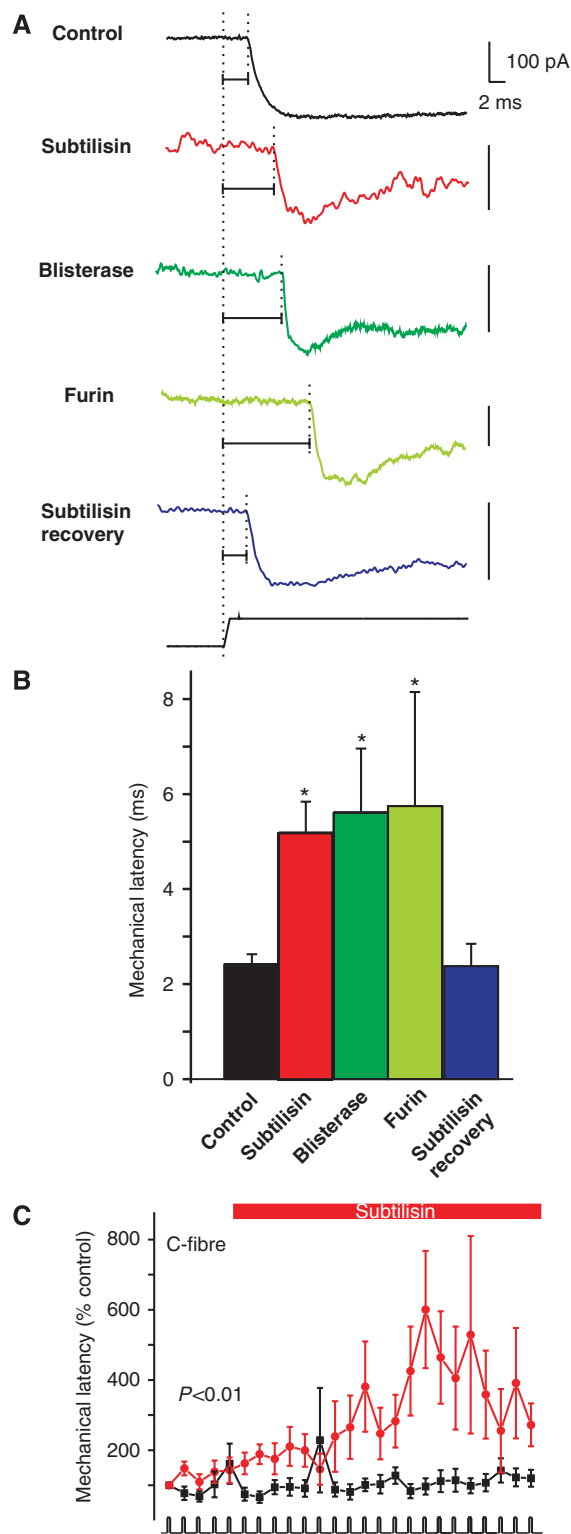 A
Control
100 pA
2 ms
Subtilisin
Blisterase
Furin
Subtilisin
recovery
B
8
6
4
2
0
Mechanical latency (ms)
*
*
*
Control
Subtilisin
Blisterase
Furin
Subtilisin
recovery
C
Subtilisin
C-fibre
800
600
400
200
Mechanical latency (% control)
P<0.01